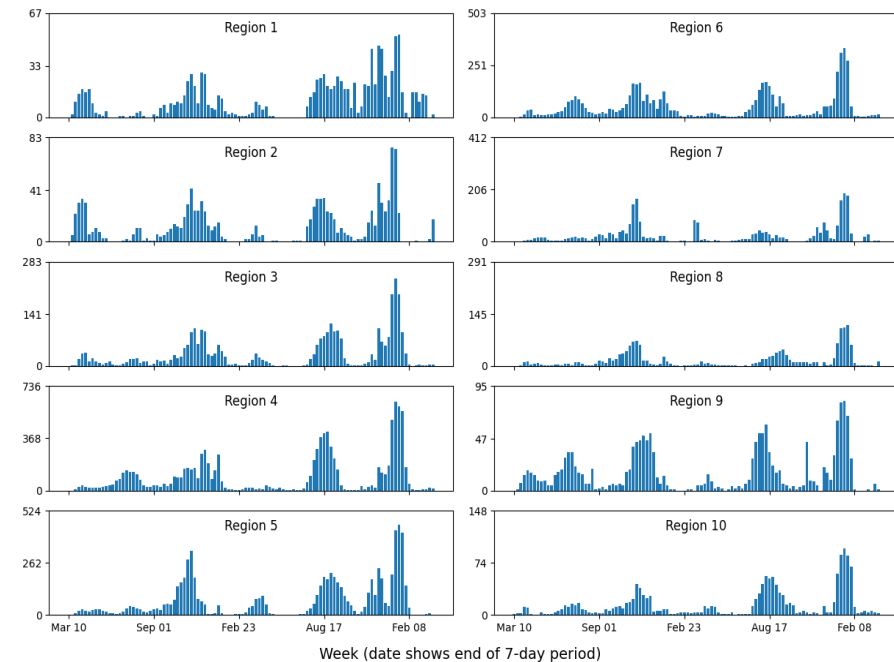 67
33
0
Region 1
83
41
0
Region 2
283
141
0
Region 3
736
368
0
Region 4
524
262
0
Region 5
Mar 10 Sep 01 Feb 23 Aug 17 Feb 08
503
251
0
Region 6
412
206
0
Region 7
291
145
0
Region 8
95
47
0
Region 9
148
74
0
Region 10
Mar 10 Sep 01 Feb 23 Aug 17 Feb 08
Week (date shows end of 7-day period)